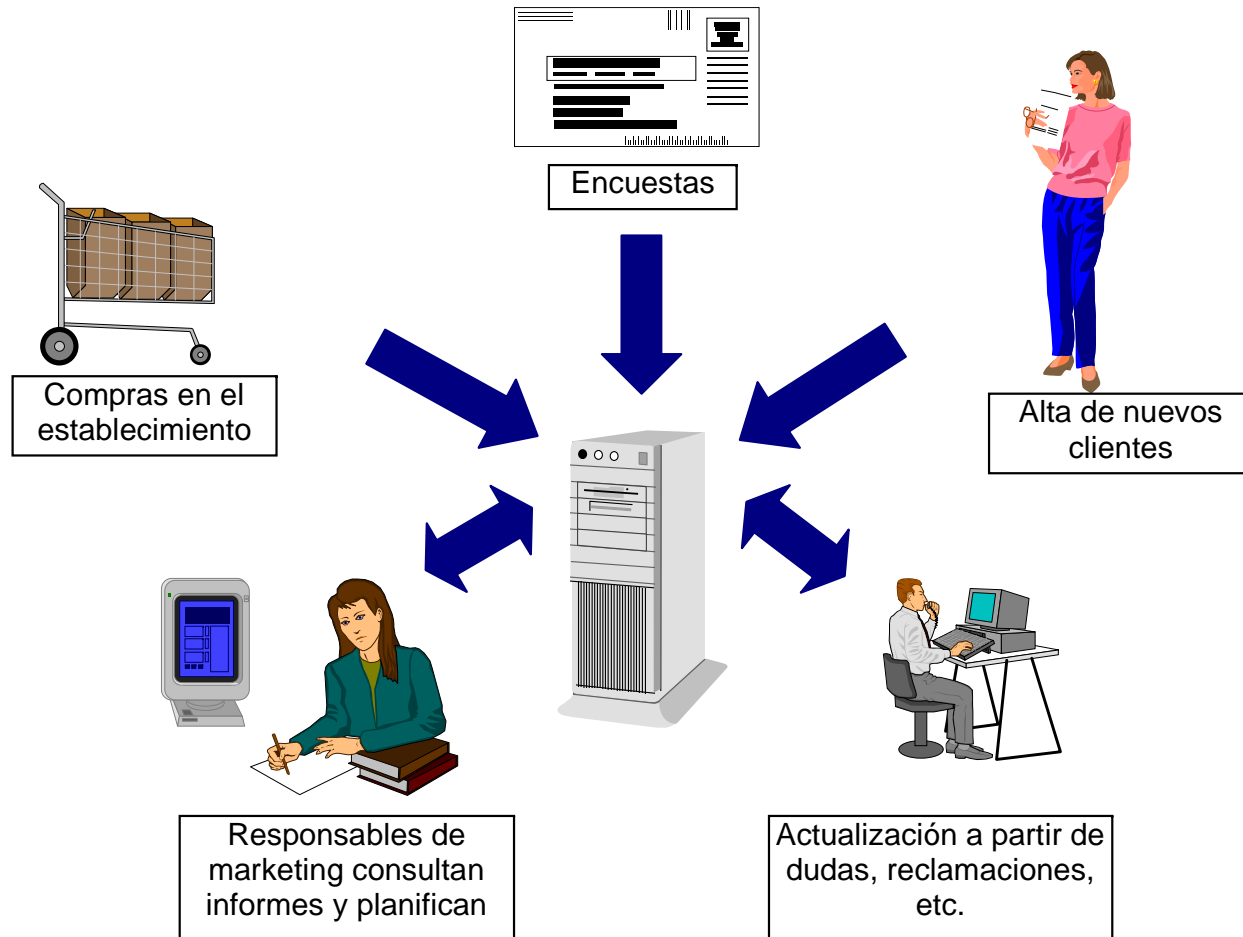 Encuestas
Compras en el
establecimiento
Alta de nuevos
clientes
Responsables de
marketing consultan
informes y planifican
Actualización a partir de
dudas, reclamaciones,
etc.